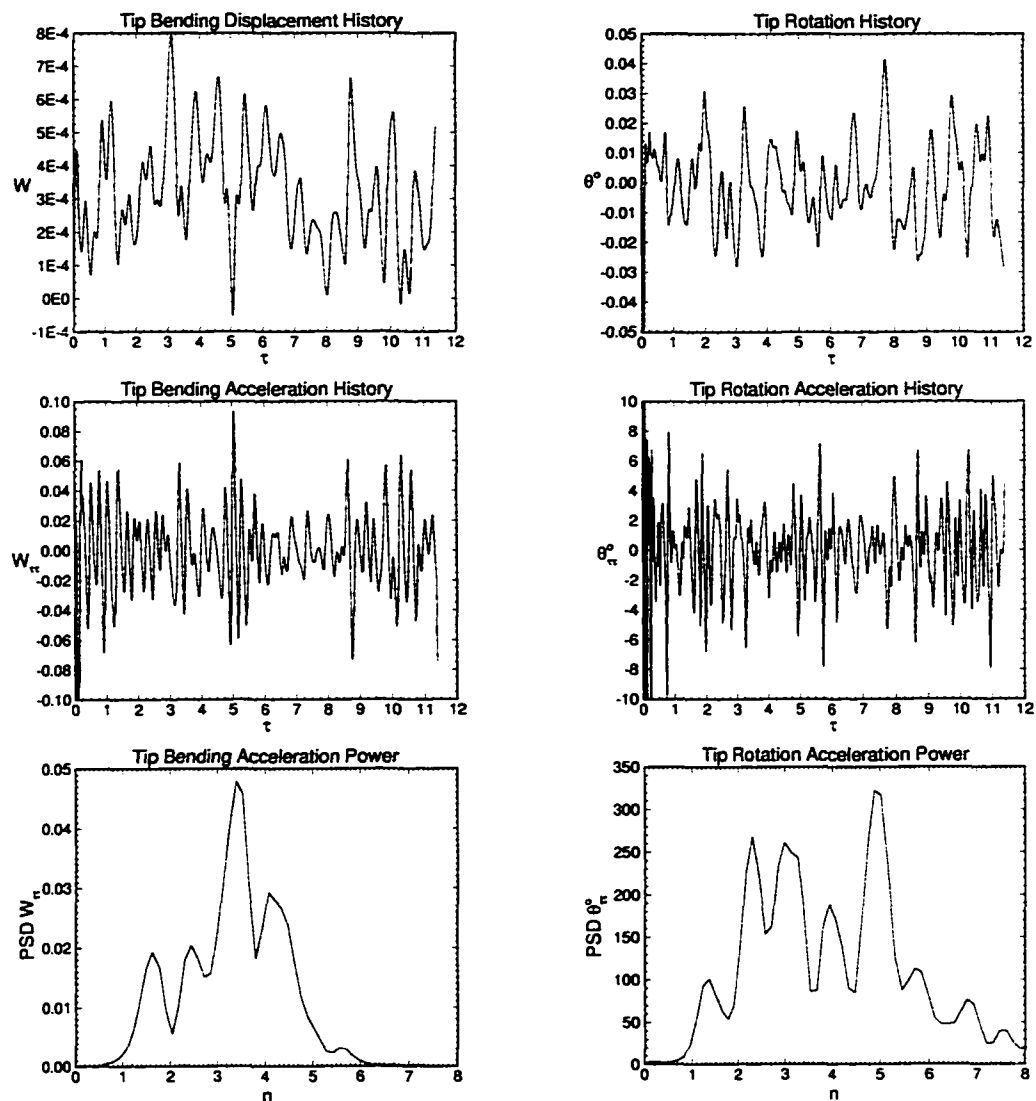 Tip Bending Displacement History
8E-4
7E-4
6E-4
5E-4
4E-4
W
3E-4
2E-4
1E-4
0E0
-1E-4
0 1 2 3 4 5 6 7 8 9 10 11 12
τ
Tip Rotation History
0.05
0.04
0.03
0.02
0.01
θ°
0.00
-0.01
-0.02
-0.03
-0.04
-0.05
0 1 2 3 4 5 6 7 8 9 10 11 12
τ
Tip Bending Acceleration History
0.10
0.08
0.06
0.04
0.02
0.00
Wττ
-0.02
-0.04
-0.06
-0.08
-0.10
0 1 2 3 4 5 6 7 8 9 10 11 12
τ
Tip Rotation Acceleration History
10
8
6
4
2
0
θ°ττ
-2
-4
-6
-8
-10
0 1 2 3 4 5 6 7 8 9 10 11 12
τ
Tip Bending Acceleration Power
0.05
0.04
0.03
PSD Wττ
0.02
0.01
0.00
0 1 2 3 4 5 6 7 8
n
Tip Rotation Acceleration Power
350
300
250
200
PSD θ°ττ
150
100
50
0
0 1 2 3 4 5 6 7 8
n